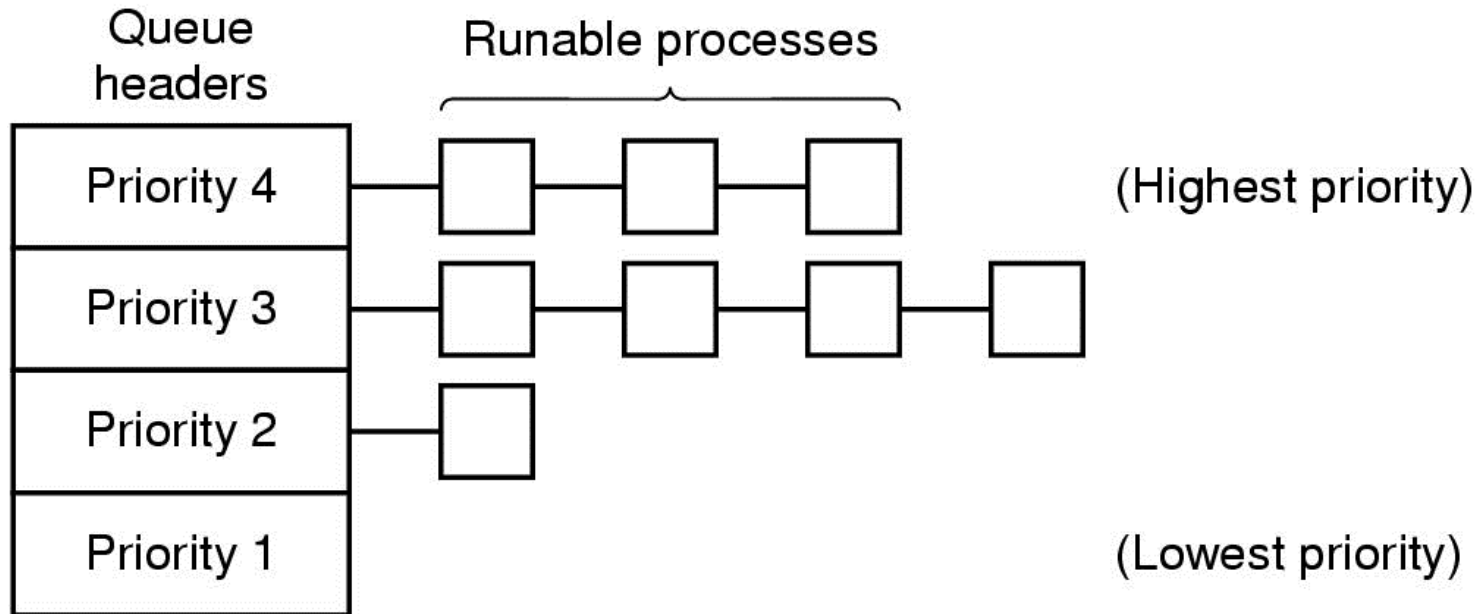 Queue
headers
Runable processes
Priority 4
(Highest priority)
Priority 3
Priority 2
Priority 1
(Lowest priority)